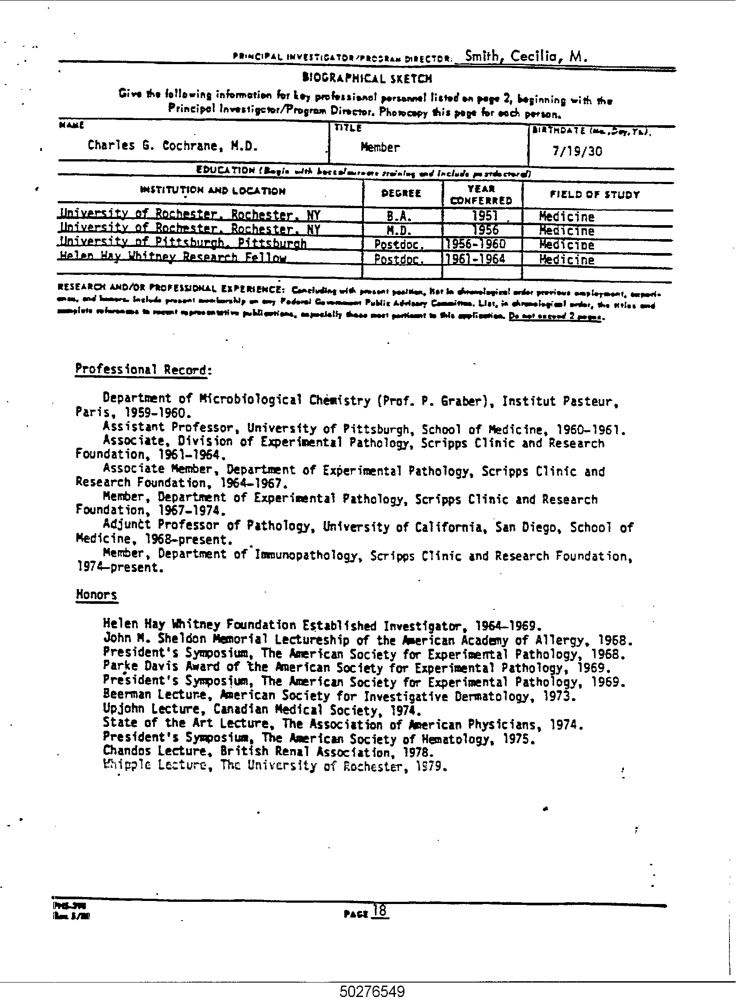 PRINCIPAL INVESTIGATOR/PROGRAM DIRECTOR: Smith, Cecilia, M.
BIOGRAPHICAL SKETCH
Give the following information for key professional personnel listed on page 2, beginning with the
Principal Investigator/Program Director. Photocopy this page for each person.
NAME TITLE BIRTHDATE (Mo., Day, Yr.)
Charles G. Cochrane, M.D. Member 7/19/30
EDUCATION (Begin with baccalaureate training and include postdoctoral)
INSTITUTION AND LOCATION DEGREE YEAR CONFERRED FIELD OF STUDY
University of Rochester, Rochester, NY B.A. 1951 Medicine
University of Rochester, Rochester, NY M.D. 1956 Medicine
University of Pittsburgh, Pittsburgh Postdoc. 1956-1960 Medicine
Helen Hay Whitney Research Fellow Postdoc. 1961-1964 Medicine
RESEARCH AND/OR PROFESSIONAL EXPERIENCE: Concluding with present position, list in chronological order previous employment, experi-
ence, and honors. Include present membership on any Federal Government Public Advisory Committee. List, in chronological order, the titles and
complete references to recent representative publications, especially those most pertinent to this application. Do not exceed 2 pages.
Professional Record:
Department of Microbiological Chemistry (Prof. P. Graber), Institut Pasteur,
Paris, 1959-1960.
Assistant Professor, University of Pittsburgh, School of Medicine, 1960-1961.
Associate, Division of Experimental Pathology, Scripps Clinic and Research
Foundation, 1961-1964.
Associate Member, Department of Experimental Pathology, Scripps Clinic and
Research Foundation, 1964-1967.
Member, Department of Experimental Pathology, Scripps Clinic and Research
Foundation, 1967-1974.
Adjunct Professor of Pathology, University of California, San Diego, School of
Medicine, 1968-present.
Member, Department of Immunopathology, Scripps Clinic and Research Foundation,
1974-present.
Honors
Helen Hay Whitney Foundation Established Investigator, 1964-1969.
John M. Sheldon Memorial Lectureship of the American Academy of Allergy, 1968.
President's Symposium, The American Society for Experimental Pathology, 1968.
Parke Davis Award of the American Society for Experimental Pathology, 1969.
President's Symposium, The American Society for Experimental Pathology, 1969.
Beerman Lecture, American Society for Investigative Dermatology, 1973.
Upjohn Lecture, Canadian Medical Society, 1974.
State of the Art Lecture, The Association of American Physicians, 1974.
President's Symposium, The American Society of Hematology, 1975.
Chandos Lecture, British Renal Association, 1978.
Whipple Lecture, The University of Rochester, 1979.
PHS-398
Rev. 5/80
PAGE 18
50276549